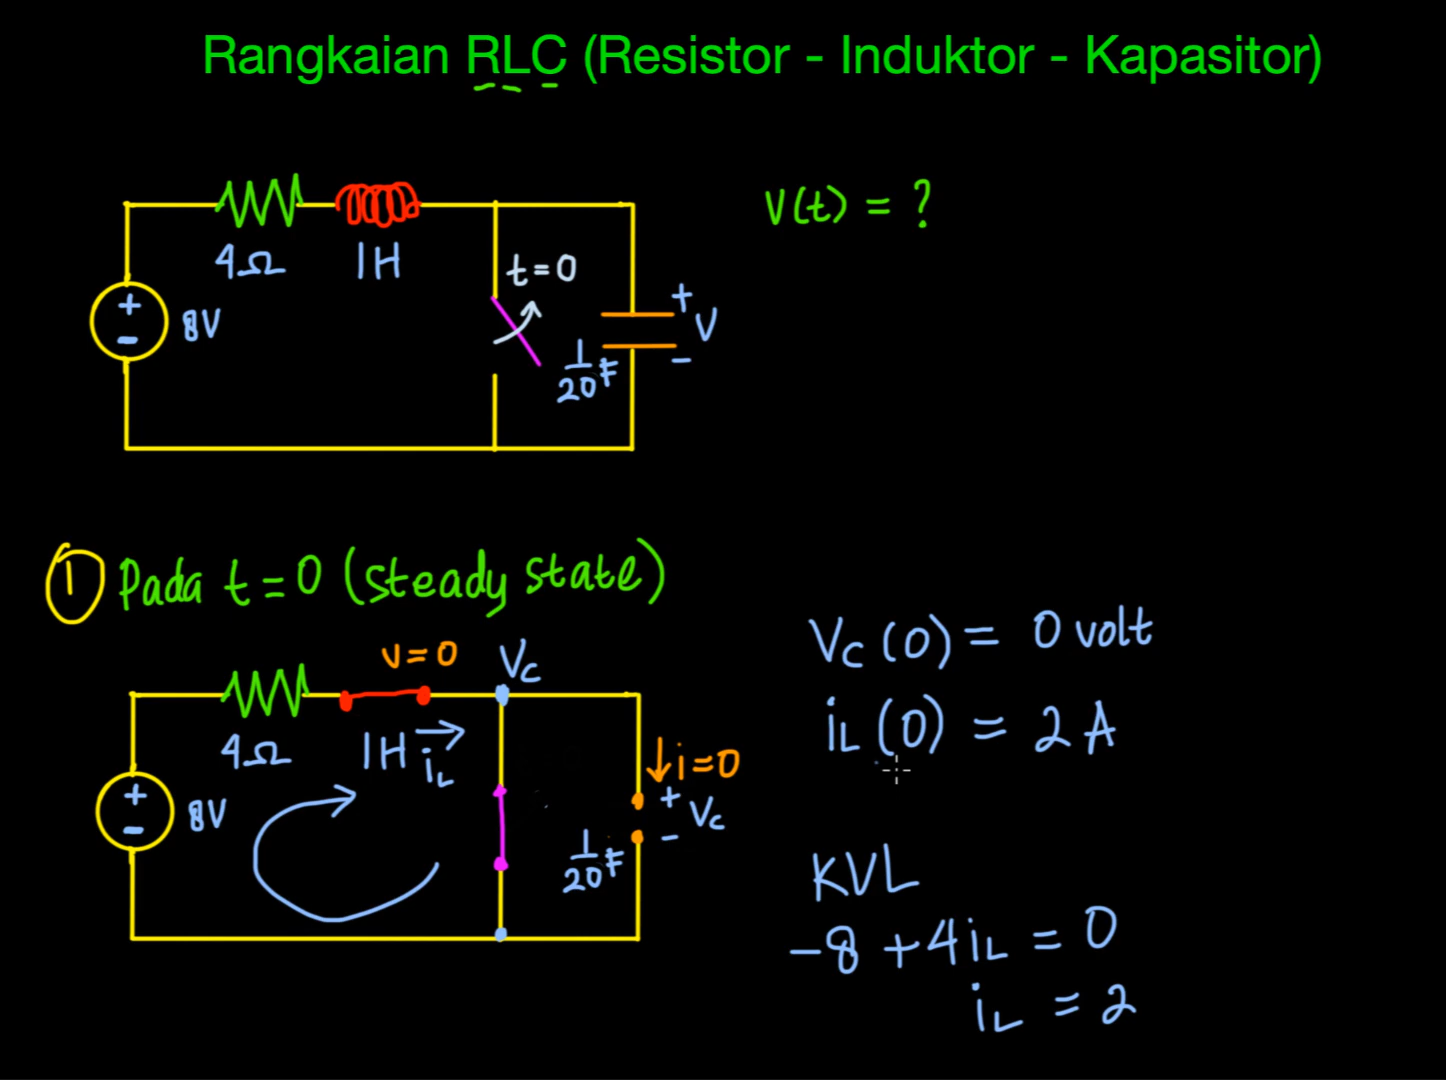 Rangkaian RLC (Resistor - Induktor - Kapasitor)
V(t) = ?
4Ω
1H
t=0
+
-
8V
+
V
-
1/20 F
1 Pada t=0 (steady state)
v=0
Vc
4Ω
1H
iL
i=0
+
-
8V
+
Vc
-
1/20 F
Vc(0) = 0 volt
iL(0) = 2A
KVL
-8 +4iL = 0
iL = 2